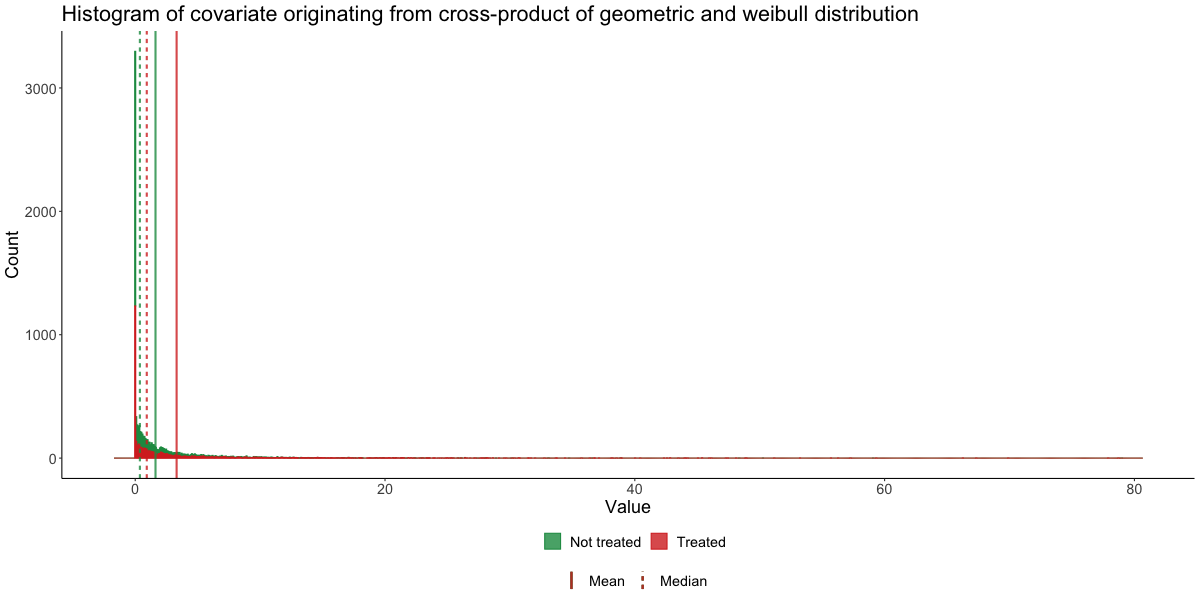 Histogram of covariate originating from cross-product of geometric and weibull distribution
Count
3000
2000
1000
0
0 20 40 60 80
Value
Not treated Treated
Mean Median